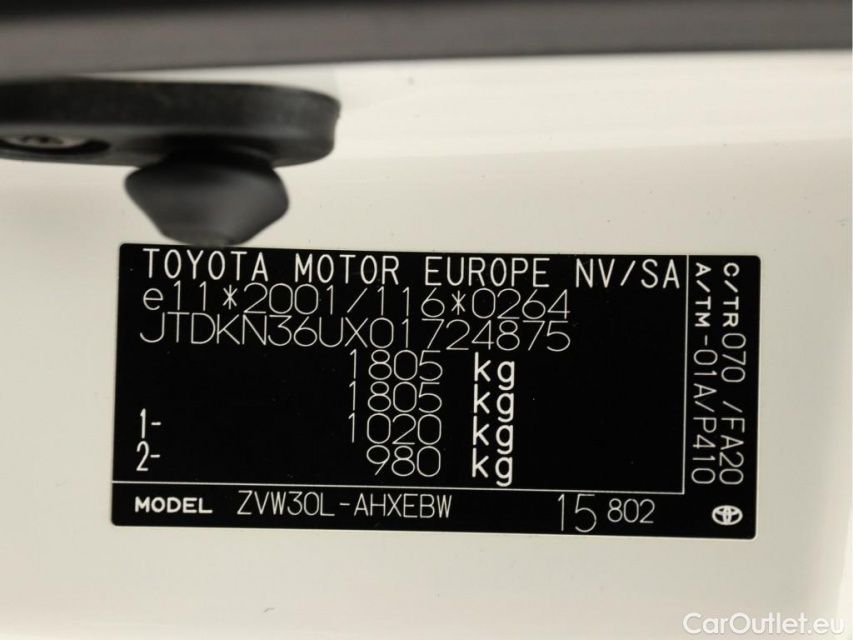 TOYOTA MOTOR EUROPE NV/SA
e11*2001/116*0264
JTDKN36UX01724875
1805 kg
1805 kg
1- 1020 kg
2- 980 kg
MODEL ZVW30L-AHXEBW 15 802
C/TR 070 /FA20
A/TM -01A/P410
CarOutlet.eu